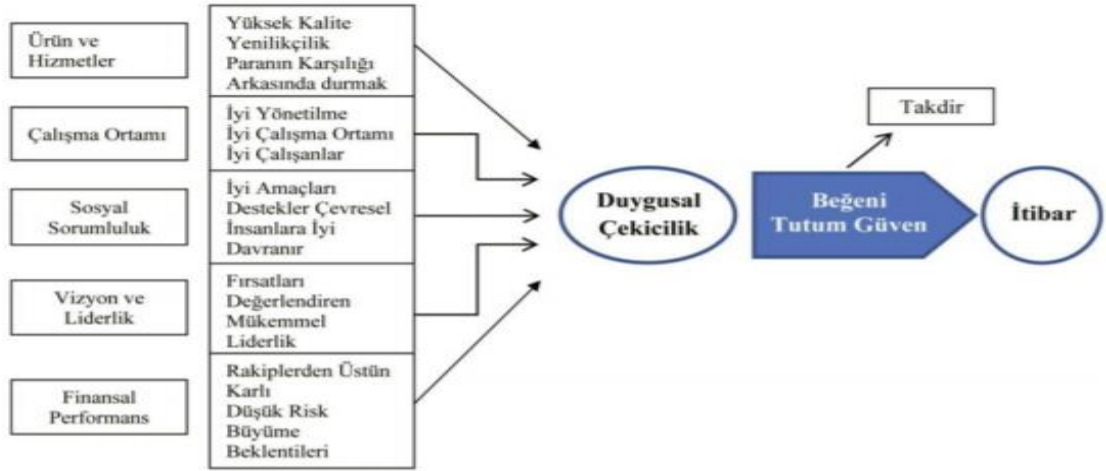 Ürün ve
Hizmetler
Yüksek Kalite
Yenilikçilik
Paranın Karşılığı
Arkasında durmak
Çalışma Ortamı
İyi Yönetilme
İyi Çalışma Ortamı
İyi Çalışanlar
Sosyal
Sorumluluk
İyi Amaçları
Destekler Çevresel
İnsanlara İyi
Davranır
Vizyon ve
Liderlik
Fırsatları
Değerlendiren
Mükemmel
Liderlik
Finansal
Performans
Rakiplerden Üstün
Karlı
Düşük Risk
Büyüme
Beklentileri
Duygusal
Çekicilik
Takdir
Beğeni
Tutum Güven
İtibar